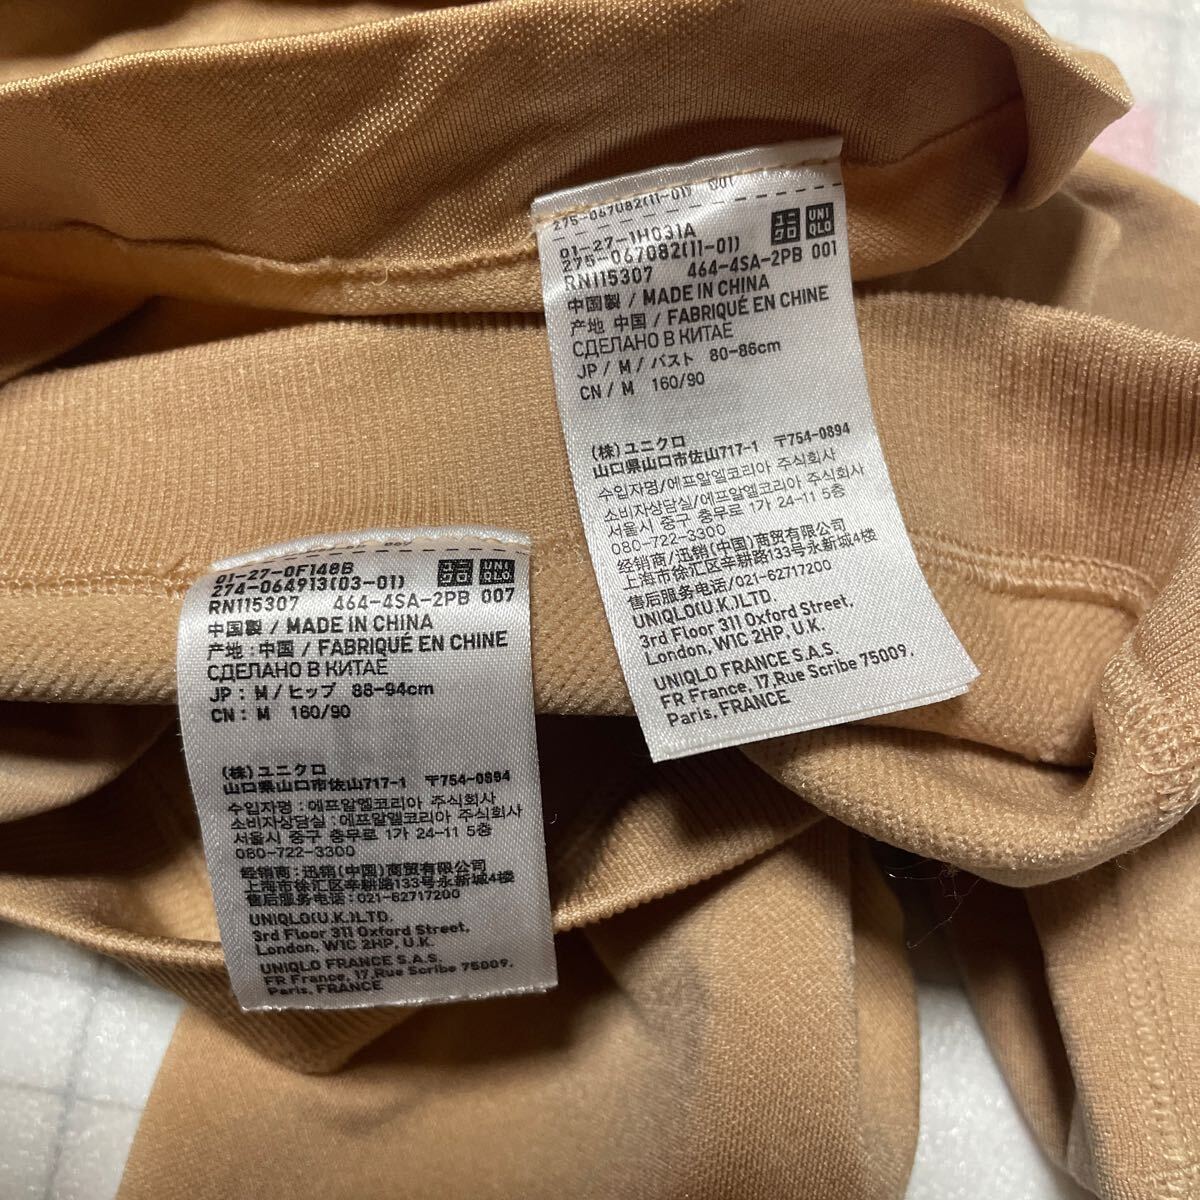 275-067082(11-01) 001
01-27-1H031A
ユニクロ UNIQLO
275-067082(11-01)
RN115307 464-4SA-2PB 001
中国製 / MADE IN CHINA
产地 中国 / FABRIQUÉ EN CHINE
СДЕЛАНО В КИТАЕ
JP / M / バスト 80-86cm
CN / M 160/90
(株)ユニクロ
山口県山口市佐山717-1 〒754-0894
수입자명/에프알엘코리아 주식회사
소비자상담실/에프알엘코리아 주식회사
서울시 중구 충무로 1가 24-11 5층
080-722-3300
经销商/迅销(中国)商贸有限公司
上海市徐汇区辛耕路133号永新城4楼
售后服务电话/021-62717200
UNIQLO(U.K.)LTD.
3rd Floor 311 Oxford Street,
London, W1C 2HP, U.K.
UNIQLO FRANCE S.A.S.
FR France, 17 Rue Scribe 75009,
Paris, FRANCE
01-27-0F148B
ユニクロ UNIQLO
274-064913(03-01)
RN115307 464-4SA-2PB 007
中国製 / MADE IN CHINA
产地：中国 / FABRIQUÉ EN CHINE
СДЕЛАНО В КИТАЕ
JP : M / ヒップ 88-94cm
CN : M 160/90
(株)ユニクロ
山口県山口市佐山717-1 〒754-0894
수입자명 : 에프알엘코리아 주식회사
소비자상담실 : 에프알엘코리아 주식회사
서울시 중구 충무로 1가 24-11 5층
080-722-3300
经销商：迅销(中国)商贸有限公司
上海市徐汇区辛耕路133号永新城4楼
售后服务电话：021-62717200
UNIQLO(U.K.)LTD.
3rd Floor 311 Oxford Street,
London, W1C 2HP, U.K.
UNIQLO FRANCE S.A.S.
FR France, 17 Rue Scribe 75009,
Paris, FRANCE